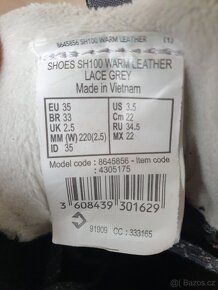 8645856 SH100 WARM LEATHER (1)
SHOES SH100 WARM LEATHER
LACE GREY
Made in Vietnam
EU 35 US 3.5
BR 33 Cm 22
UK 2.5 RU 34.5
MM (W) 220(2.5) MX 22
ID 35
Model code : 8645856 - Item code
: 4305175
3 608439 301629
91909 CC : 333165
Bazoš.cz